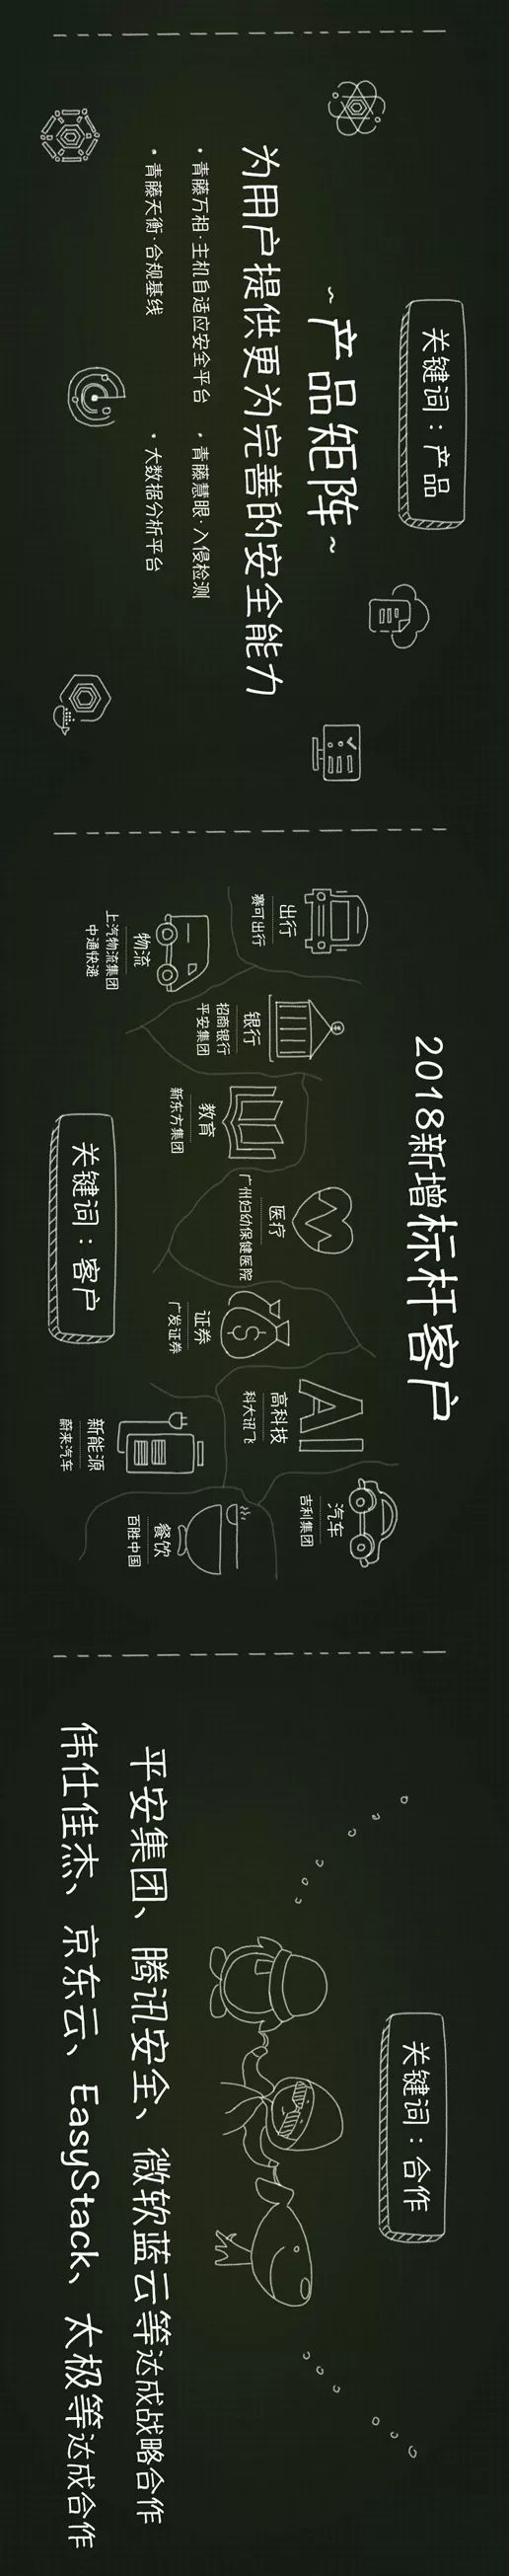 关键词：产品
~产品矩阵~
为用户提供更为完善的安全能力
• 青藤万相·主机自适应安全平台
• 青藤慧眼·入侵检测
• 青藤天衡·合规基线
• 大数据分析平台
2018新增标杆客户
出行
赛可出行
物流
上汽物流集团
中通快递
银行
招商银行
平安集团
教育
新东方集团
医疗
广州妇幼保健医院
证券
广发证券
AI
高科技
科大讯飞
新能源
蔚来汽车
汽车
吉利集团
餐饮
百胜中国
关键词：客户
关键词：合作
平安集团、腾讯安全、微软蓝云等达成战略合作
伟仕佳杰、京东云、EasyStack、太极等达成合作